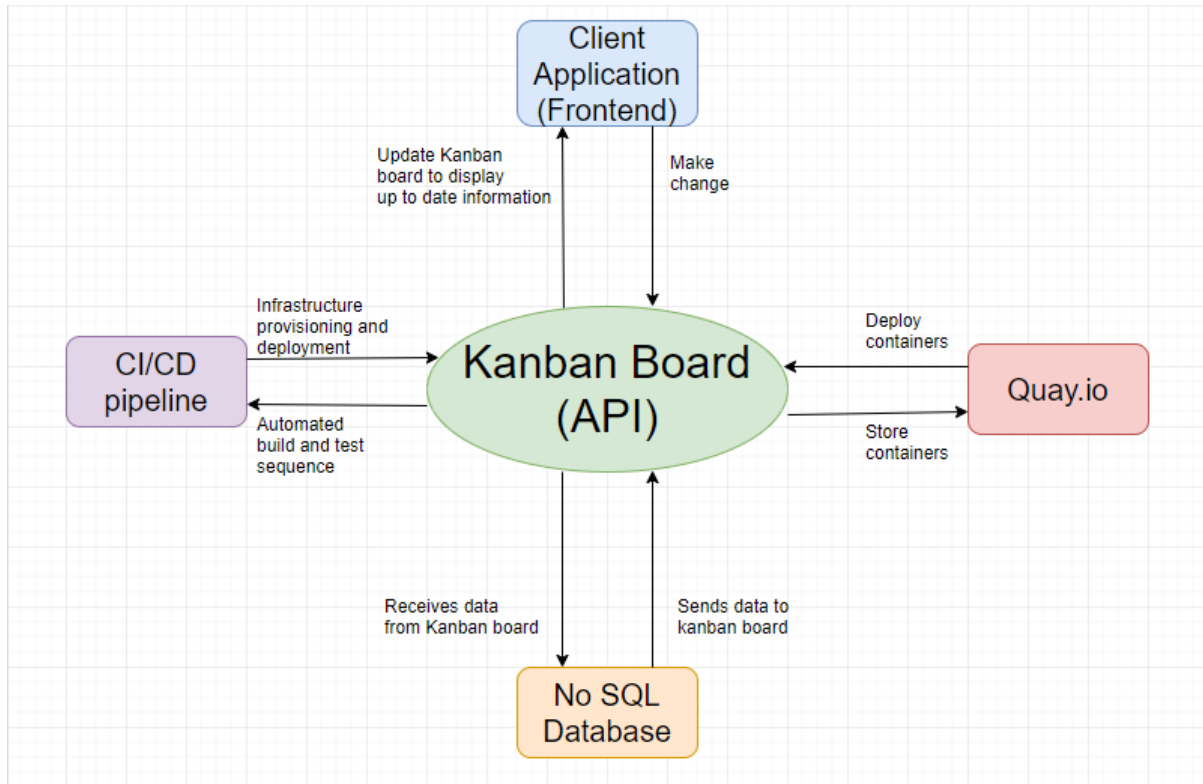 Client
Application
(Frontend)
Update Kanban
board to display
up to date information
Make
change
Infrastructure
provisioning and
deployment
Deploy
containers
CI/CD
pipeline
Kanban Board
(API)
Quay.io
Automated
build and test
sequence
Store
containers
Receives data
from Kanban board
Sends data to
kanban board
No SQL
Database